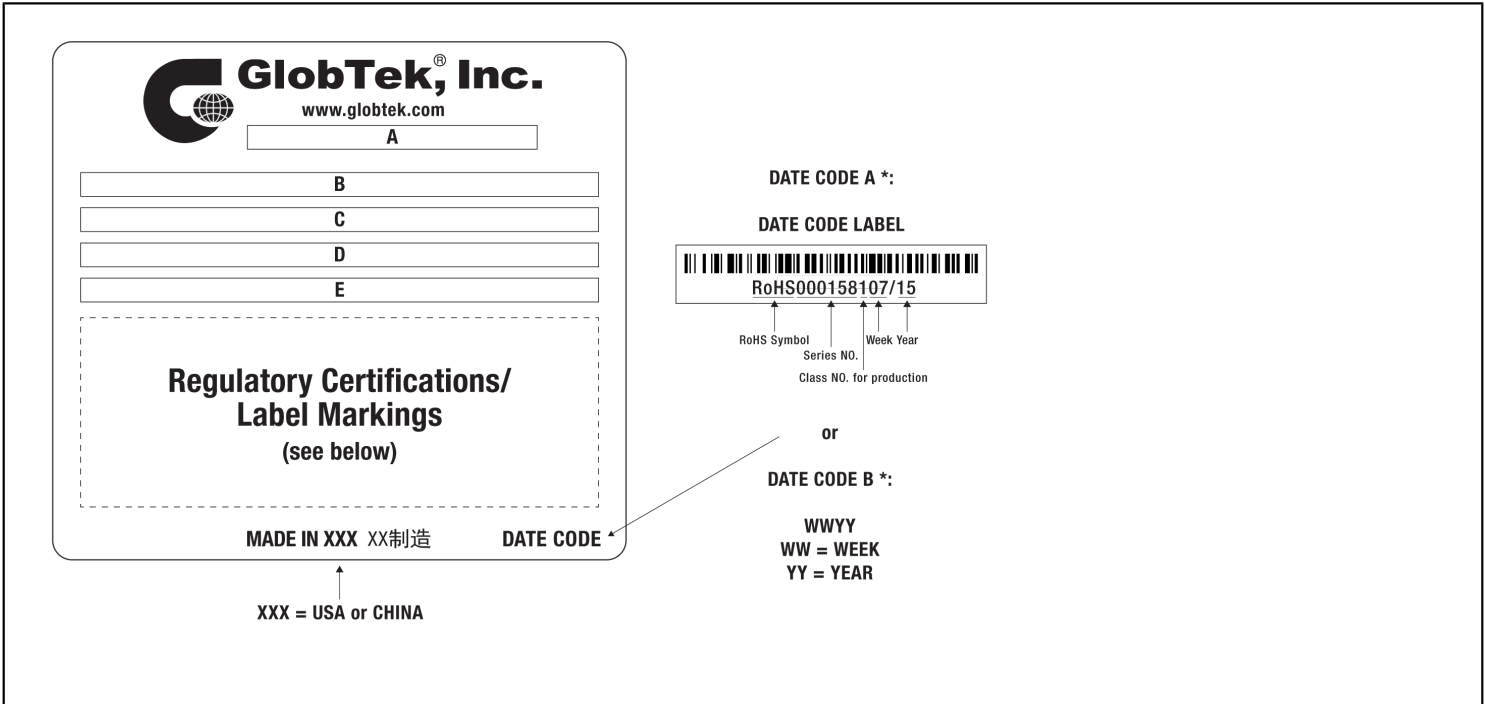 GlobTek,® Inc.
www.globtek.com
A
B
C
D
E
Regulatory Certifications/
Label Markings
(see below)
MADE IN XXX XX制造 DATE CODE
XXX = USA or CHINA
DATE CODE A *:
DATE CODE LABEL
RoHS000158107/15
RoHS Symbol
Week Year
Series NO.
Class NO. for production
or
DATE CODE B *:
WWYY
WW = WEEK
YY = YEAR